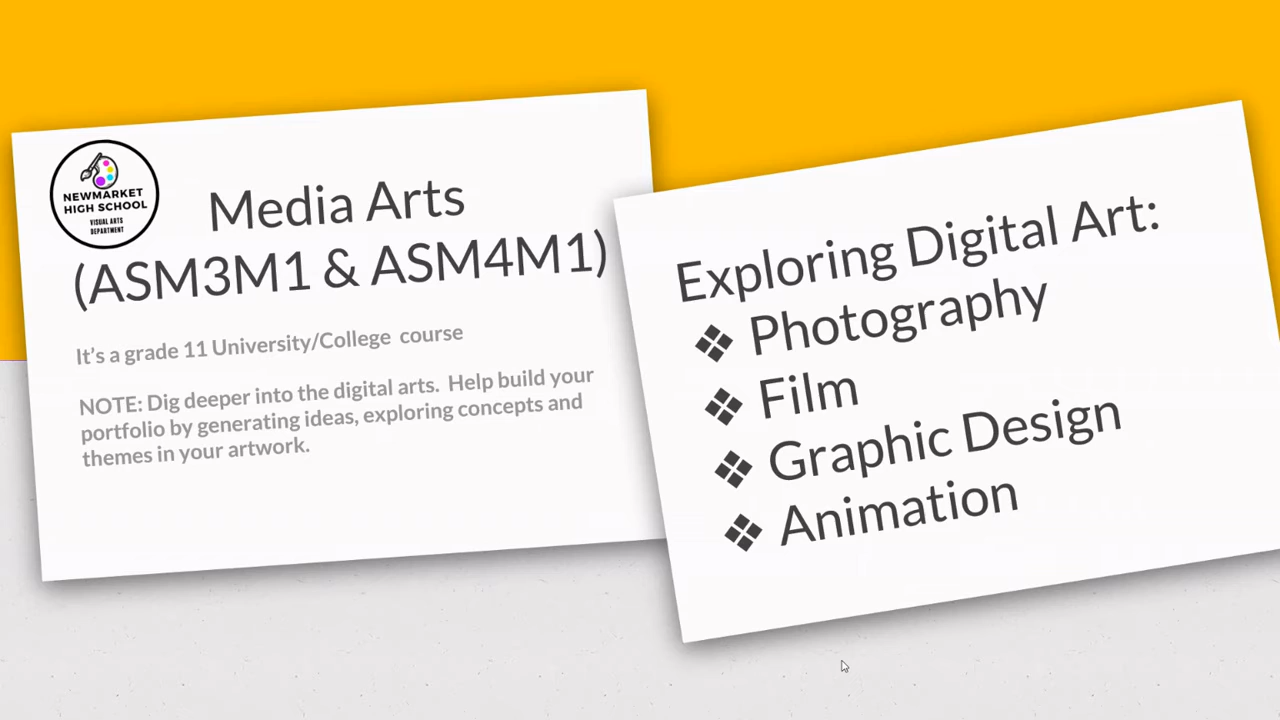 NEWMARKET
HIGH SCHOOL
VISUAL ARTS
DEPARTMENT
Media Arts
(ASM3M1 & ASM4M1)
It's a grade 11 University/College course
NOTE: Dig deeper into the digital arts. Help build your
portfolio by generating ideas, exploring concepts and
themes in your artwork.
Exploring Digital Art:
❖ Photography
❖ Film
❖ Graphic Design
❖ Animation